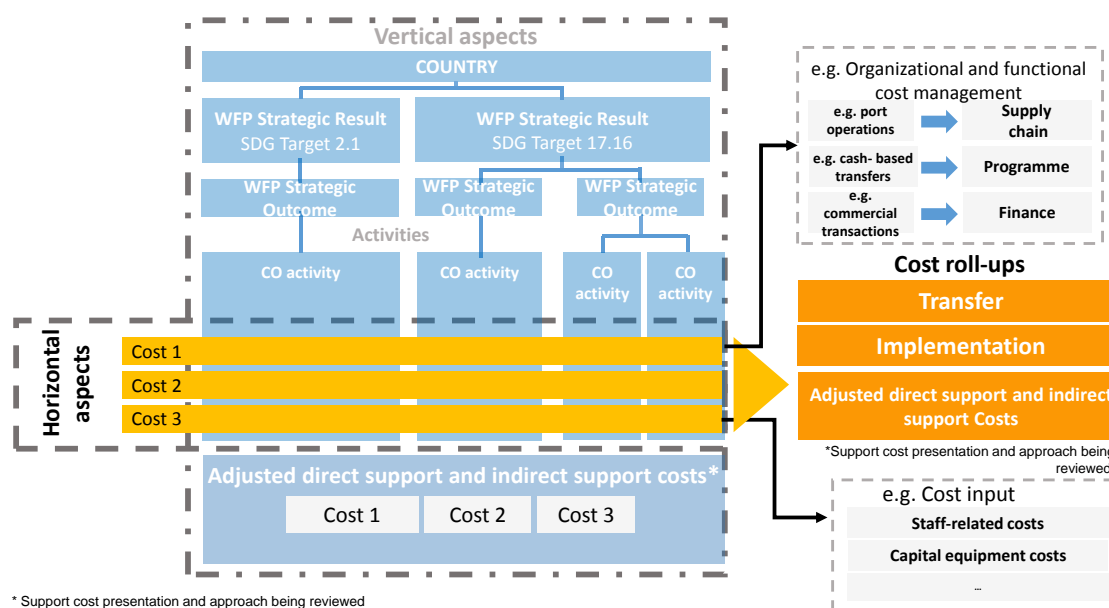 Vertical aspects
COUNTRY
WFP Strategic Result
SDG Target 2.1
WFP Strategic Result
SDG Target 17.16
WFP Strategic
Outcome
WFP Strategic
Outcome
WFP Strategic
Outcome
Activities
CO activity
CO activity
CO
activity
CO
activity
Horizontal
aspects
Cost 1
Cost 2
Cost 3
Adjusted direct support and indirect support costs*
Cost 1
Cost 2
Cost 3
e.g. Organizational and functional
cost management
e.g. port
operations
Supply
chain
e.g. cash- based
transfers
Programme
e.g.
commercial
transactions
Finance
Cost roll-ups
Transfer
Implementation
Adjusted direct support and indirect
support Costs
*Support cost presentation and approach being
reviewed
e.g. Cost input
Staff-related costs
Capital equipment costs
...
* Support cost presentation and approach being reviewed